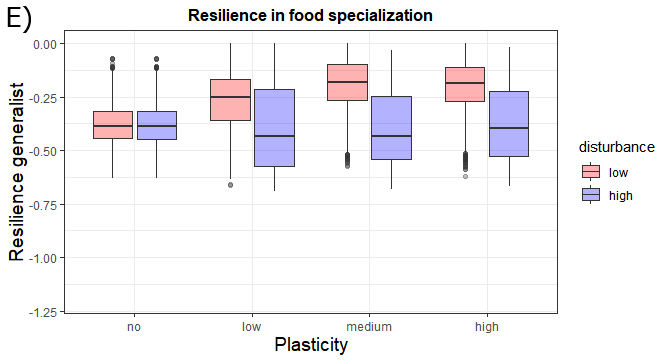 E)
Resilience in food specialization
Resilience generalist
0.00
-0.25
-0.50
-0.75
-1.00
-1.25
no low medium high
Plasticity
disturbance
low
high